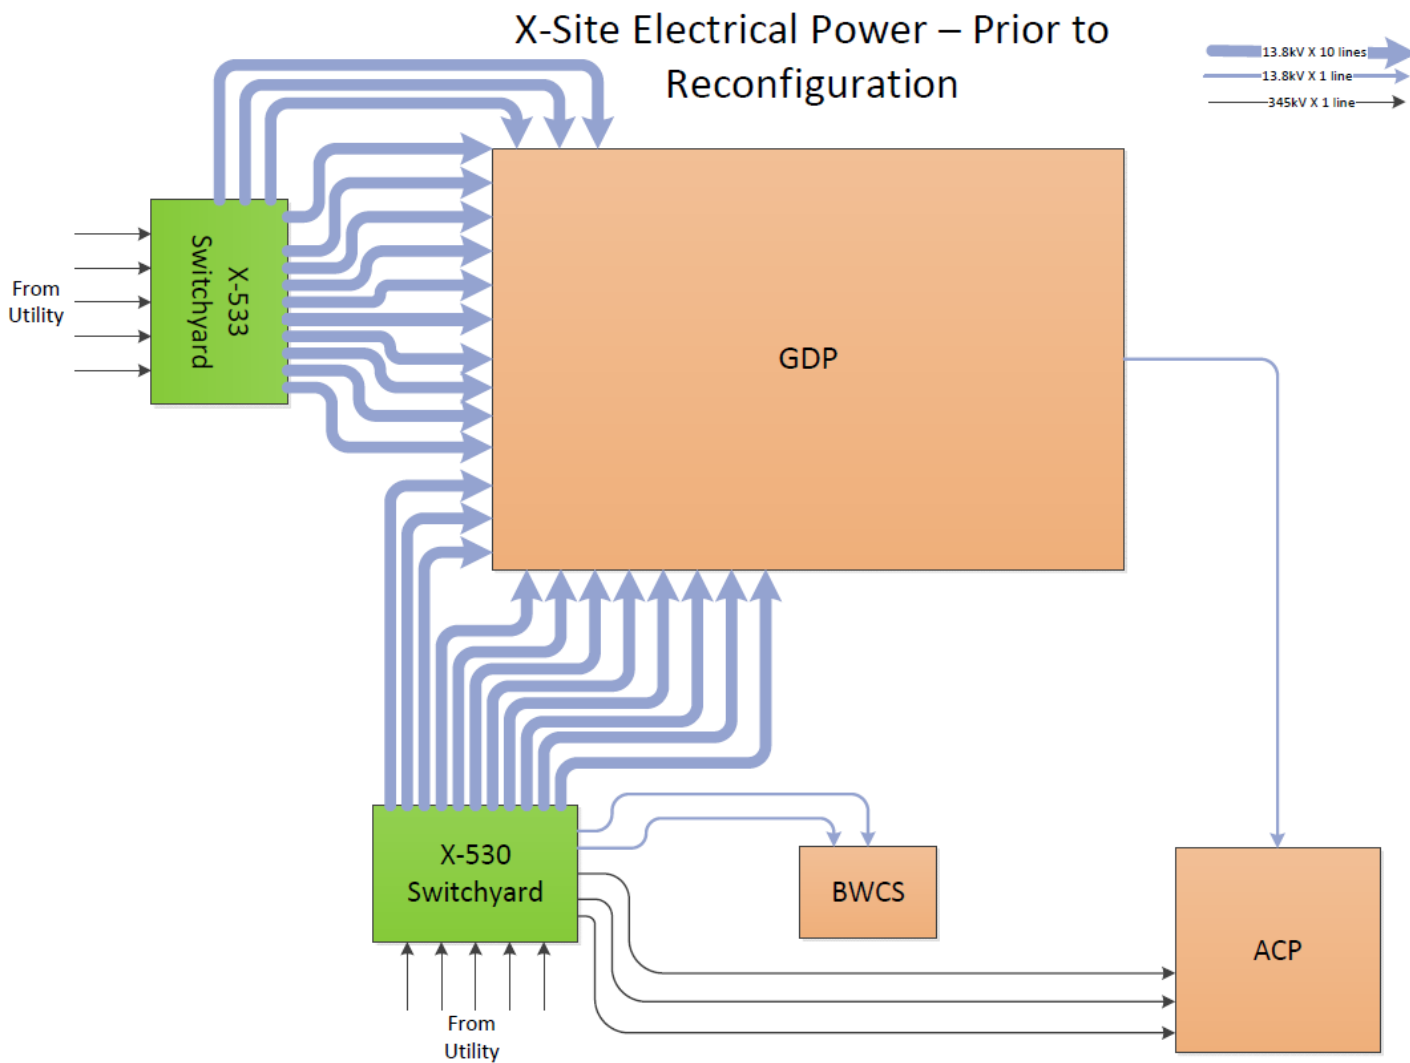 X-Site Electrical Power – Prior to
Reconfiguration
13.8kV X 10 lines
13.8kV X 1 line
345kV X 1 line
X-533
Switchyard
From
Utility
GDP
X-530
Switchyard
BWCS
ACP
From
Utility